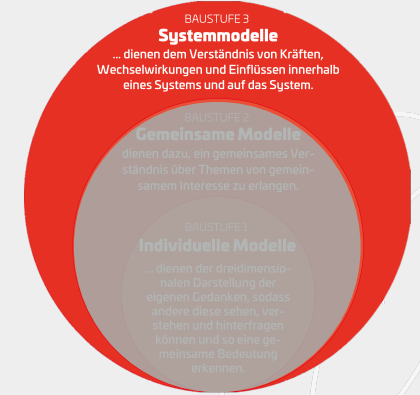 BAUSTUFE 3
Systemmodelle
... dienen dem Verständnis von Kräften,
Wechselwirkungen und Einflüssen innerhalb
eines Systems und auf das System.
BAUSTUFE 2
Gemeinsame Modelle
dienen dazu, ein gemeinsames Ver-
ständnis über Themen von gemein-
samem Interesse zu erlangen.
BAUSTUFE 1
Individuelle Modelle
... dienen der dreidimensio-
nalen Darstellung der
eigenen Gedanken, sodass
andere diese sehen, ver-
stehen und hinterfragen
können und so eine ge-
meinsame Bedeutung
erkennen.